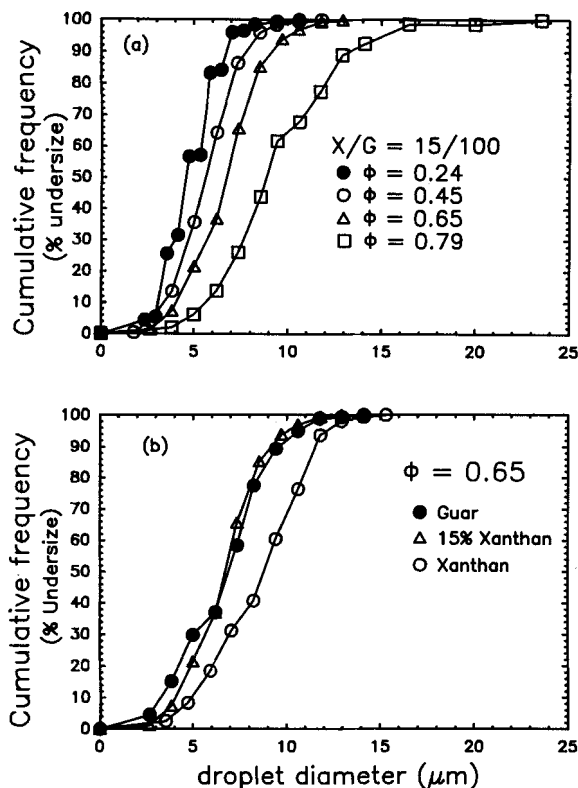 (a)
Cumulative frequency
(% undersize)
100
90
80
70
60
50
40
30
20
10
0
X/G = 15/100
ϕ = 0.24
ϕ = 0.45
ϕ = 0.65
ϕ = 0.79
0 5 10 15 20 25
(b)
Cumulative frequency
(% Undersize)
100
90
80
70
60
50
40
30
20
10
0
ϕ = 0.65
Guar
15% Xanthan
Xanthan
0 5 10 15 20 25
droplet diameter (μm)